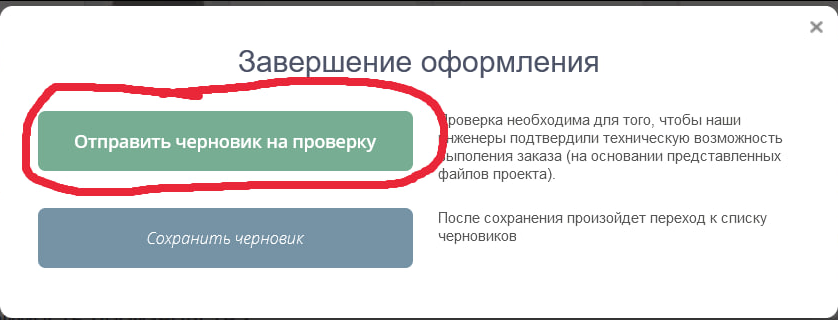 Завершение оформления
Отправить черновик на проверку
Проверка необходима для того, чтобы наши
инженеры подтвердили техническую возможность
выполения заказа (на основании представленных
файлов проекта).
Сохранить черновик
После сохранения произойдет переход к списку
черновиков